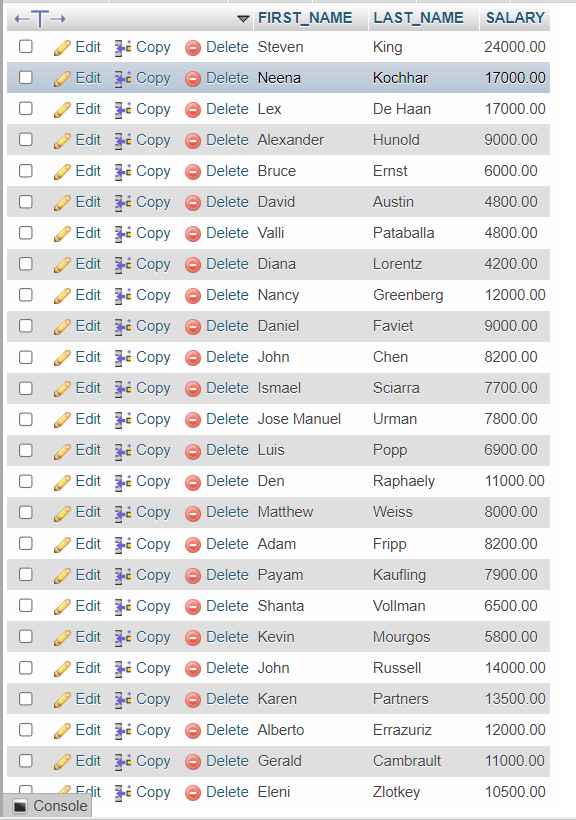 FIRST_NAME LAST_NAME SALARY
Edit Copy Delete Steven King 24000.00
Edit Copy Delete Neena Kochhar 17000.00
Edit Copy Delete Lex De Haan 17000.00
Edit Copy Delete Alexander Hunold 9000.00
Edit Copy Delete Bruce Ernst 6000.00
Edit Copy Delete David Austin 4800.00
Edit Copy Delete Valli Pataballa 4800.00
Edit Copy Delete Diana Lorentz 4200.00
Edit Copy Delete Nancy Greenberg 12000.00
Edit Copy Delete Daniel Faviet 9000.00
Edit Copy Delete John Chen 8200.00
Edit Copy Delete Ismael Sciarra 7700.00
Edit Copy Delete Jose Manuel Urman 7800.00
Edit Copy Delete Luis Popp 6900.00
Edit Copy Delete Den Raphaely 11000.00
Edit Copy Delete Matthew Weiss 8000.00
Edit Copy Delete Adam Fripp 8200.00
Edit Copy Delete Payam Kaufling 7900.00
Edit Copy Delete Shanta Vollman 6500.00
Edit Copy Delete Kevin Mourgos 5800.00
Edit Copy Delete John Russell 14000.00
Edit Copy Delete Karen Partners 13500.00
Edit Copy Delete Alberto Errazuriz 12000.00
Edit Copy Delete Gerald Cambrault 11000.00
Edit Copy Delete Eleni Zlotkey 10500.00
Console